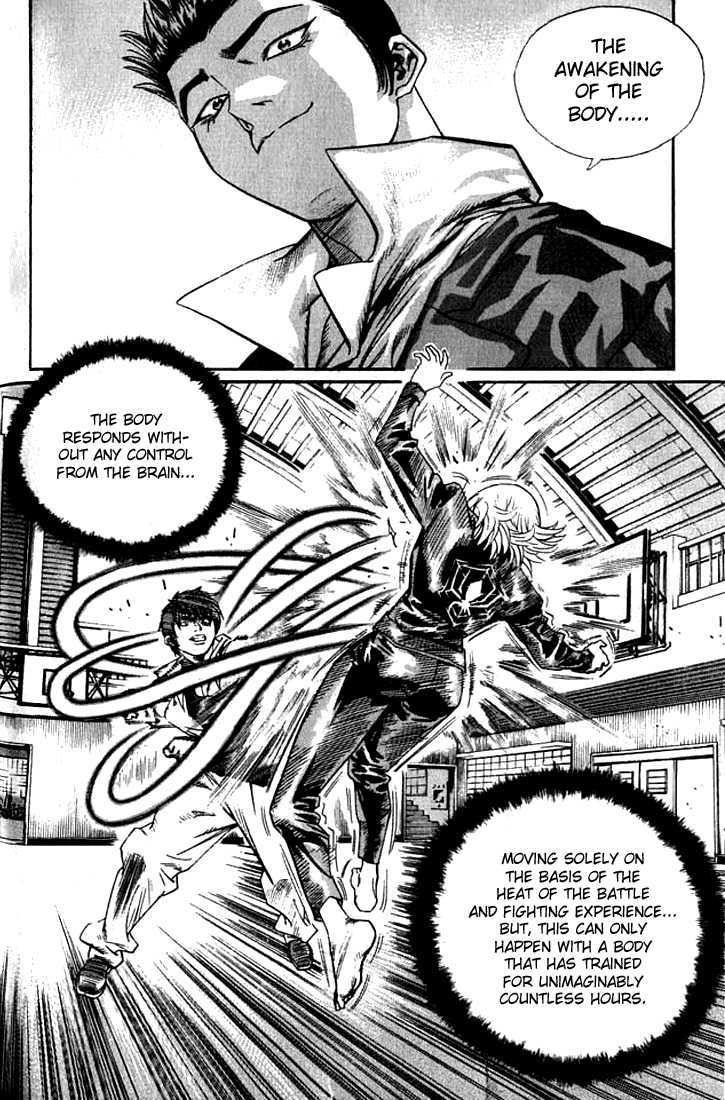 THE
AWAKENING
OF THE
BODY.....
THE BODY
RESPONDS WITH-
OUT ANY CONTROL
FROM THE BRAIN...
MOVING SOLELY ON
THE BASIS OF THE
HEAT OF THE BATTLE
AND FIGHTING EXPERIENCE...
BUT, THIS CAN ONLY
HAPPEN WITH A BODY
THAT HAS TRAINED
FOR UNIMAGINABLY
COUNTLESS HOURS.